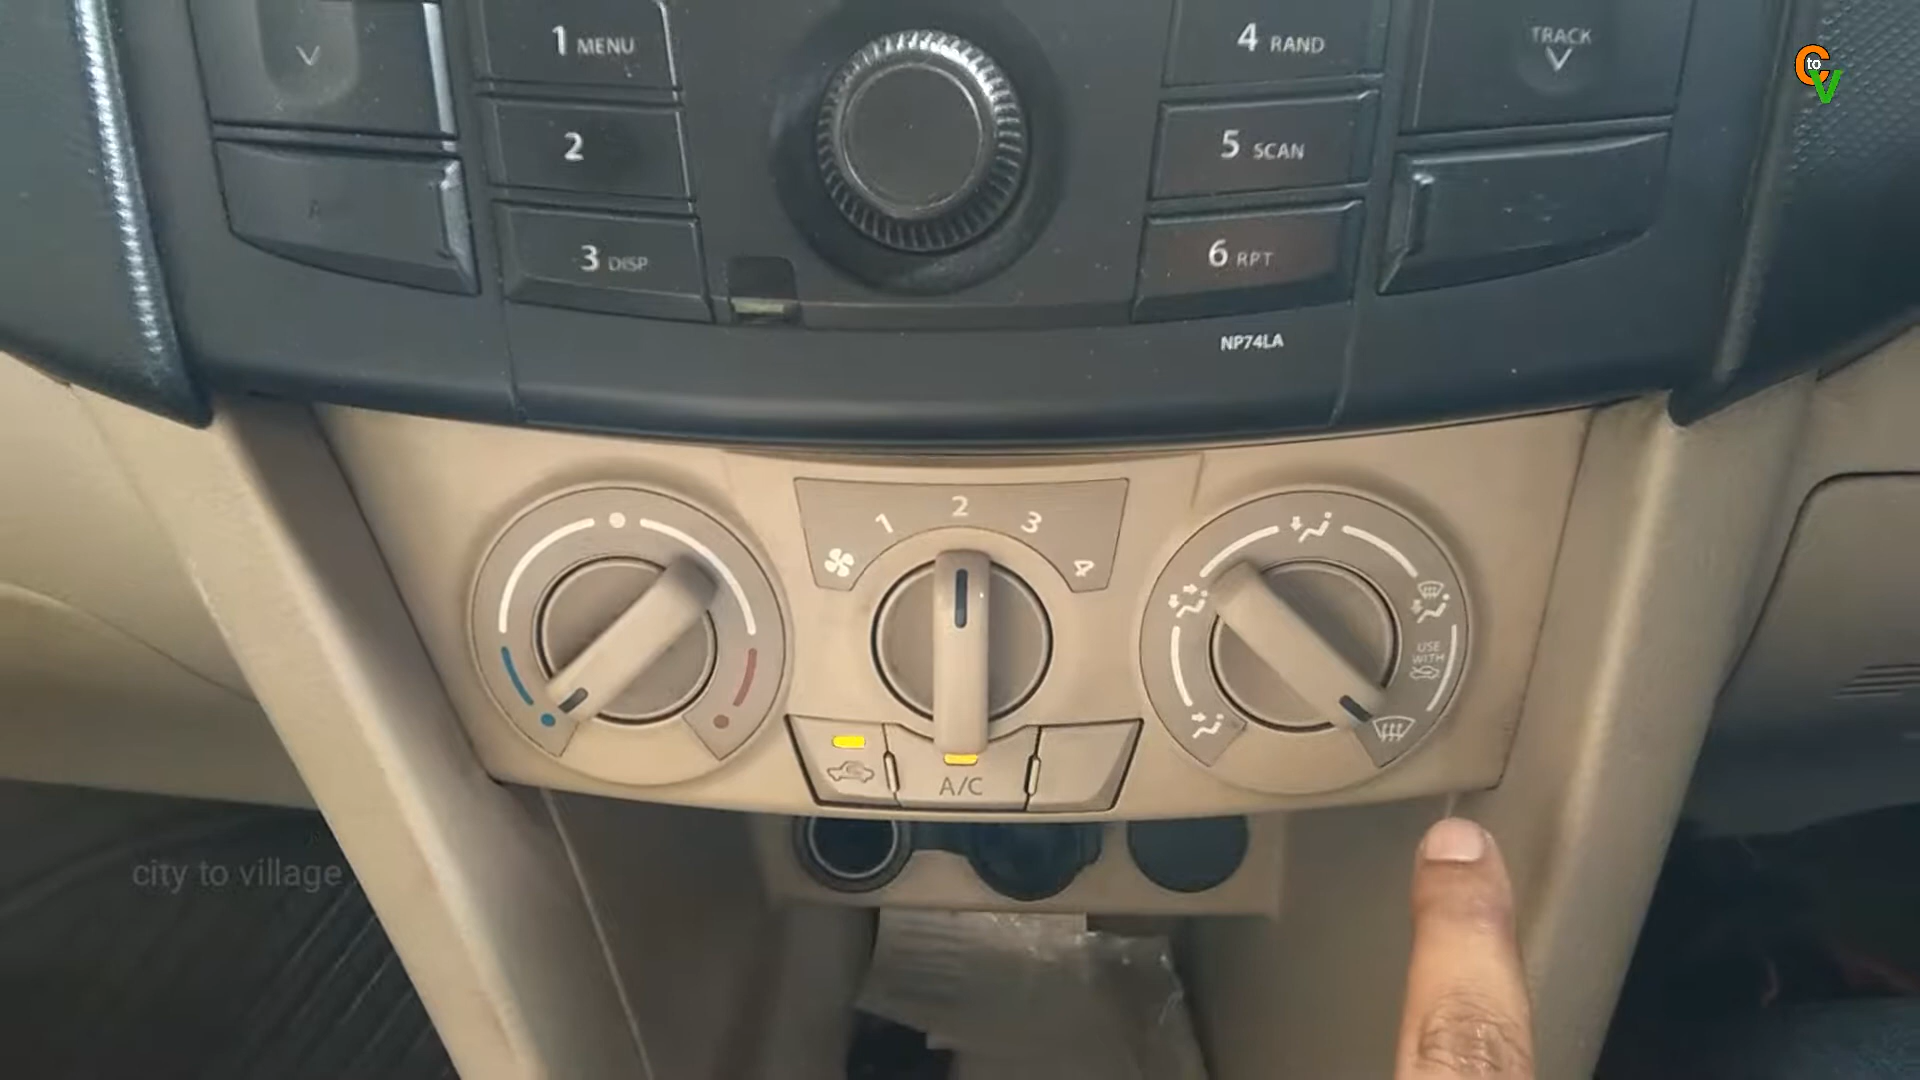 1 MENU
4 RAND
TRACK
C to V
2
5 SCAN
3 DISP
6 RPT
NP74LA
1 2 3 4
USE
WITH
A/C
city to village